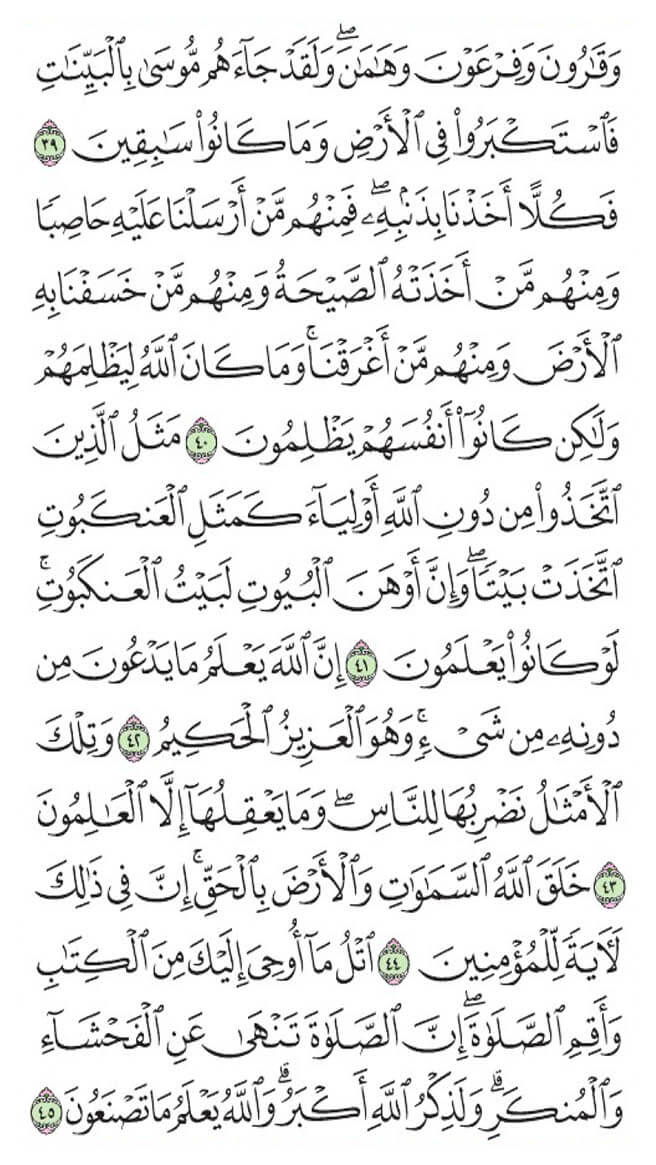 وَقَٰرُونَ وَفِرۡعَوۡنَ وَهَٰمَٰنَۖ وَلَقَدۡ جَآءَهُم مُّوسَىٰ بِٱلۡبَيِّنَٰتِ
فَٱسۡتَكۡبَرُواْ فِي ٱلۡأَرۡضِ وَمَا كَانُواْ سَٰبِقِينَ ٣٩
فَكُلًّا أَخَذۡنَا بِذَنۢبِهِۦۖ فَمِنۡهُم مَّنۡ أَرۡسَلۡنَا عَلَيۡهِ حَاصِبٗا
وَمِنۡهُم مَّنۡ أَخَذَتۡهُ ٱلصَّيۡحَةُ وَمِنۡهُم مَّنۡ خَسَفۡنَا بِهِ
ٱلۡأَرۡضَ وَمِنۡهُم مَّنۡ أَغۡرَقۡنَاۚ وَمَا كَانَ ٱللَّهُ لِيَظۡلِمَهُمۡ
وَلَٰكِن كَانُوٓاْ أَنفُسَهُمۡ يَظۡلِمُونَ ٤٠ مَثَلُ ٱلَّذِينَ
ٱتَّخَذُواْ مِن دُونِ ٱللَّهِ أَوۡلِيَآءَ كَمَثَلِ ٱلۡعَنكَبُوتِ
ٱتَّخَذَتۡ بَيۡتٗاۖ وَإِنَّ أَوۡهَنَ ٱلۡبُيُوتِ لَبَيۡتُ ٱلۡعَنكَبُوتِۚ
لَوۡ كَانُواْ يَعۡلَمُونَ ٤١ إِنَّ ٱللَّهَ يَعۡلَمُ مَا يَدۡعُونَ مِن
دُونِهِۦ مِن شَيۡءٖۚ وَهُوَ ٱلۡعَزِيزُ ٱلۡحَكِيمُ ٤٢ وَتِلۡكَ
ٱلۡأَمۡثَٰلُ نَضۡرِبُهَا لِلنَّاسِۖ وَمَا يَعۡقِلُهَآ إِلَّا ٱلۡعَٰلِمُونَ
٤٣ خَلَقَ ٱللَّهُ ٱلسَّمَٰوَٰتِ وَٱلۡأَرۡضَ بِٱلۡحَقِّۚ إِنَّ فِي ذَٰلِكَ
لَأٓيَةٗ لِّلۡمُؤۡمِنِينَ ٤٤ ٱتۡلُ مَآ أُوحِيَ إِلَيۡكَ مِنَ ٱلۡكِتَٰبِ
وَأَقِمِ ٱلصَّلَوٰةَۖ إِنَّ ٱلصَّلَوٰةَ تَنۡهَىٰ عَنِ ٱلۡفَحۡشَآءِ
وَٱلۡمُنكَرِۗ وَلَذِكۡرُ ٱللَّهِ أَكۡبَرُۗ وَٱللَّهُ يَعۡلَمُ مَا تَصۡنَعُونَ ٤٥